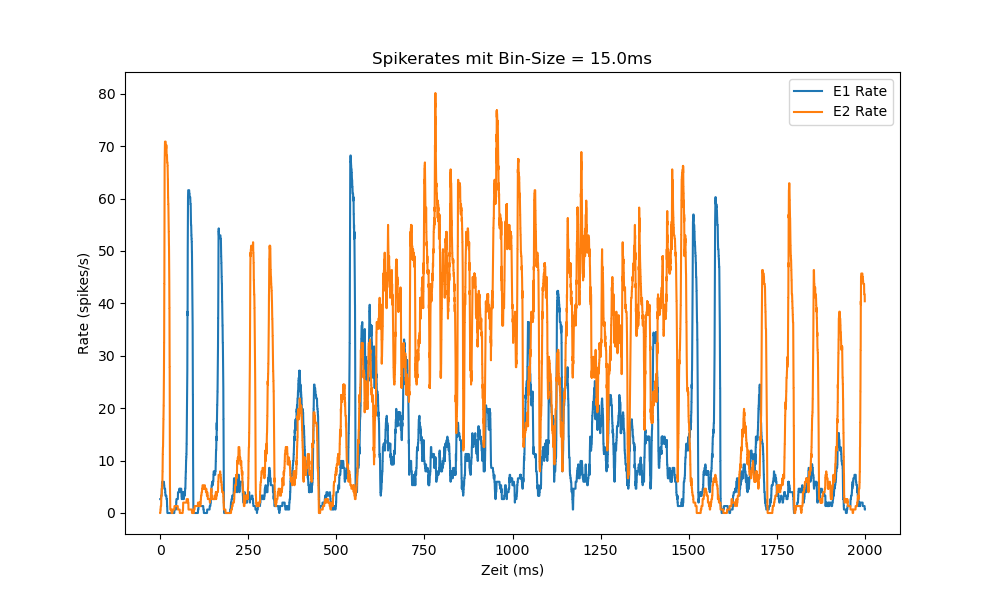 Spikerates mit Bin-Size = 15.0ms
E1 Rate
E2 Rate
80
70
60
50
40
30
20
10
0
Rate (spikes/s)
0 250 500 750 1000 1250 1500 1750 2000
Zeit (ms)